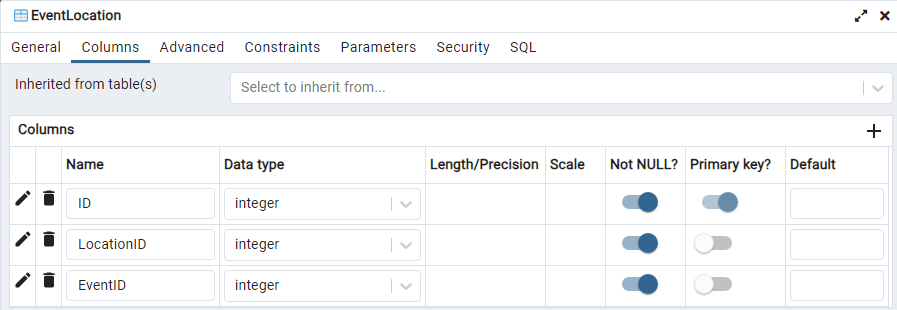 EventLocation
General Columns Advanced Constraints Parameters Security SQL
Inherited from table(s) Select to inherit from...
Columns
Name Data type Length/Precision Scale Not NULL? Primary key? Default
ID integer
LocationID integer
EventID integer